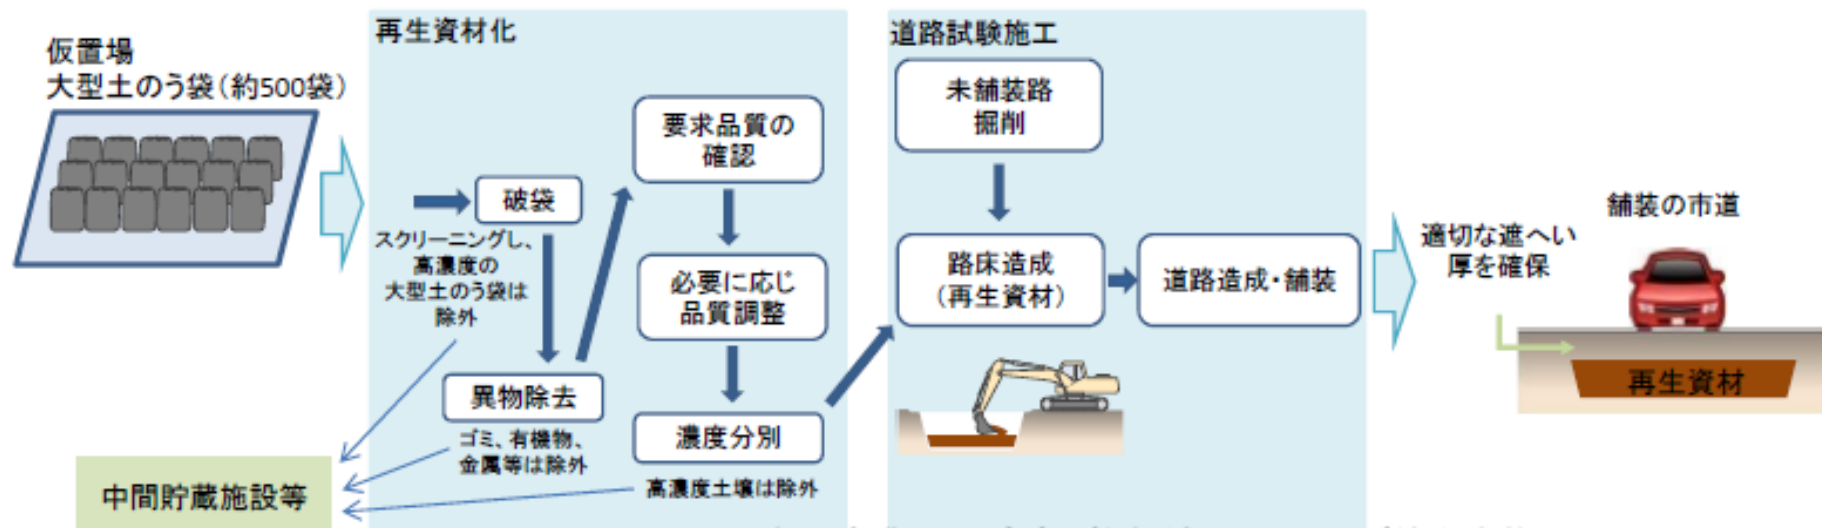 仮置場
大型土のう袋（約500袋）
再生資材化
破袋
スクリーニングし、
高濃度の
大型土のう袋は
除外
異物除去
ゴミ、有機物、
金属等は除外
要求品質の
確認
必要に応じ
品質調整
濃度分別
高濃度土壌は除外
中間貯蔵施設等
道路試験施工
未舗装路
掘削
路床造成
（再生資材）
道路造成・舗装
適切な遮へい
厚を確保
舗装の市道
再生資材